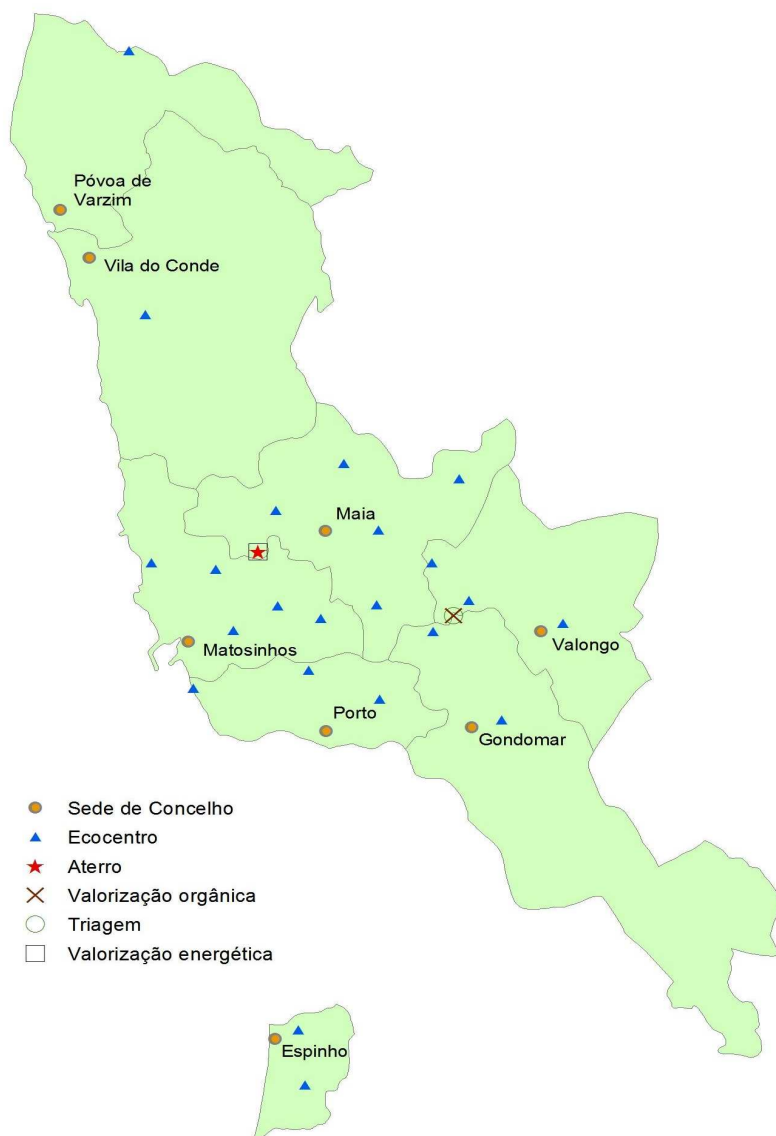 Póvoa de
Varzim
Vila do Conde
Maia
Matosinhos
Valongo
Porto
Gondomar
Sede de Concelho
Ecocentro
Aterro
Valorização orgânica
Triagem
Valorização energética
Espinho